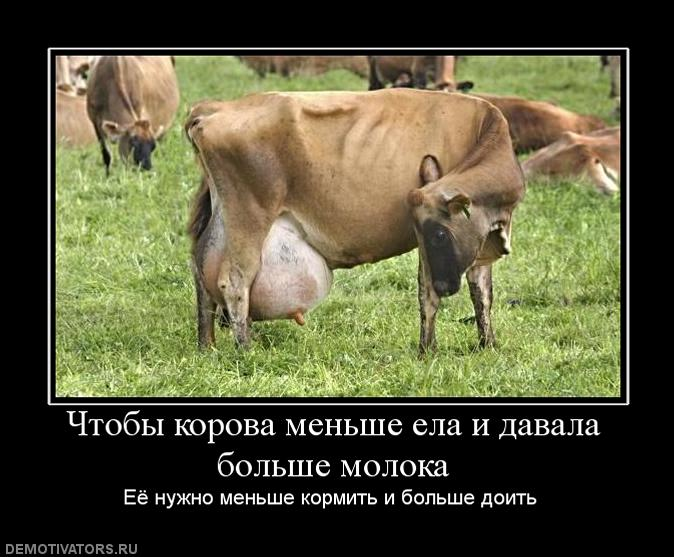 Чтобы корова меньше ела и давала
больше молока
Её нужно меньше кормить и больше доить
DEMOTIVATORS.RU